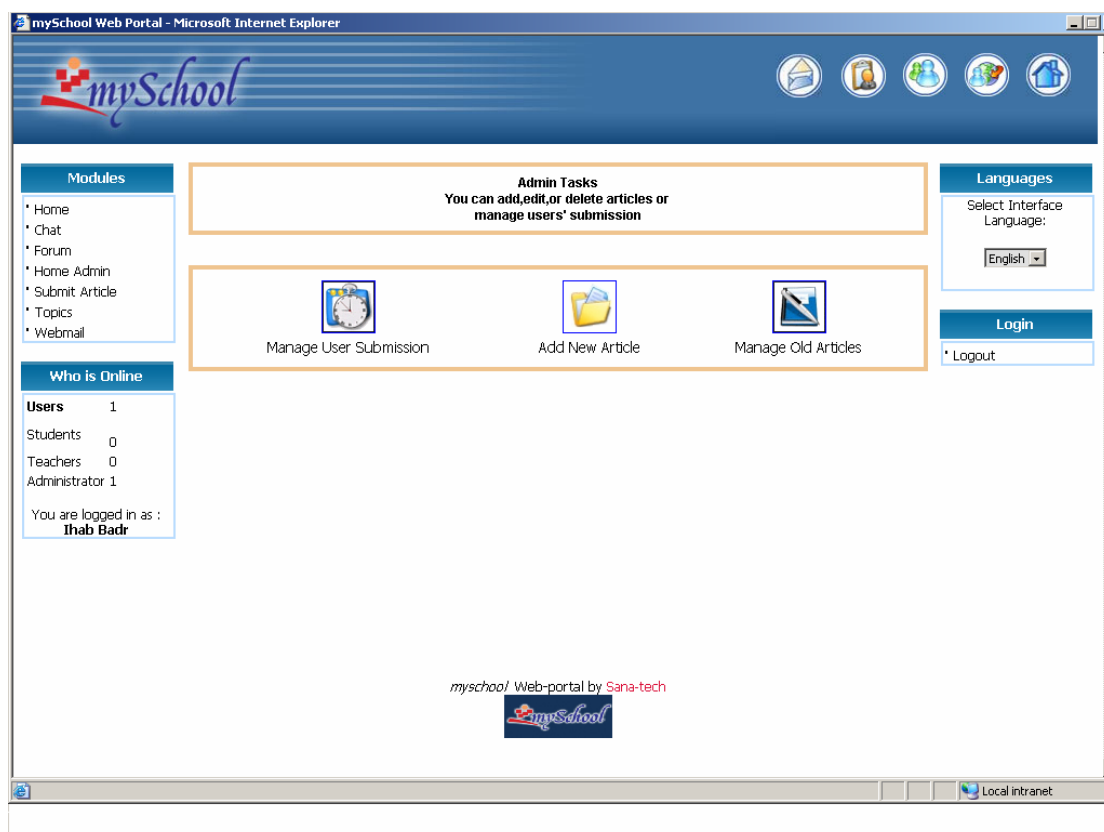 mySchool Web Portal - Microsoft Internet Explorer
mySchool
Modules
Home
Chat
Forum
Home Admin
Submit Article
Topics
Webmail
Who is Online
Users 1
Students 0
Teachers 0
Administrator 1
You are logged in as :
Ihab Badr
Admin Tasks
You can add,edit,or delete articles or
manage users' submission
Manage User Submission
Add New Article
Manage Old Articles
Languages
Select Interface
Language:
English
Login
Logout
myschool Web-portal by Sana-tech
mySchool
Local intranet